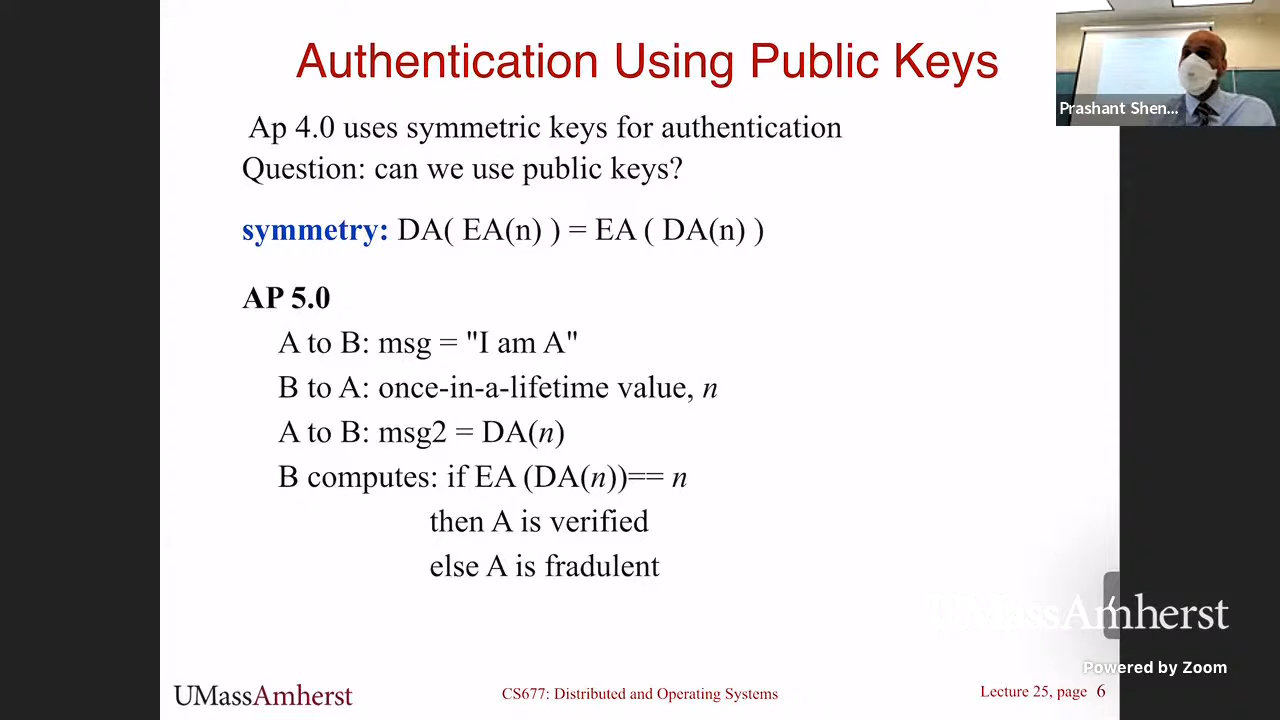 Authentication Using Public Keys
Prashant Shen...
Ap 4.0 uses symmetric keys for authentication
Question: can we use public keys?
symmetry: DA( EA(n) ) = EA ( DA(n) )
AP 5.0
A to B: msg = "I am A"
B to A: once-in-a-lifetime value, n
A to B: msg2 = DA(n)
B computes: if EA (DA(n))== n
then A is verified
else A is fradulent
UMassAmherst
Powered by Zoom
UMassAmherst
CS677: Distributed and Operating Systems
Lecture 25, page 6